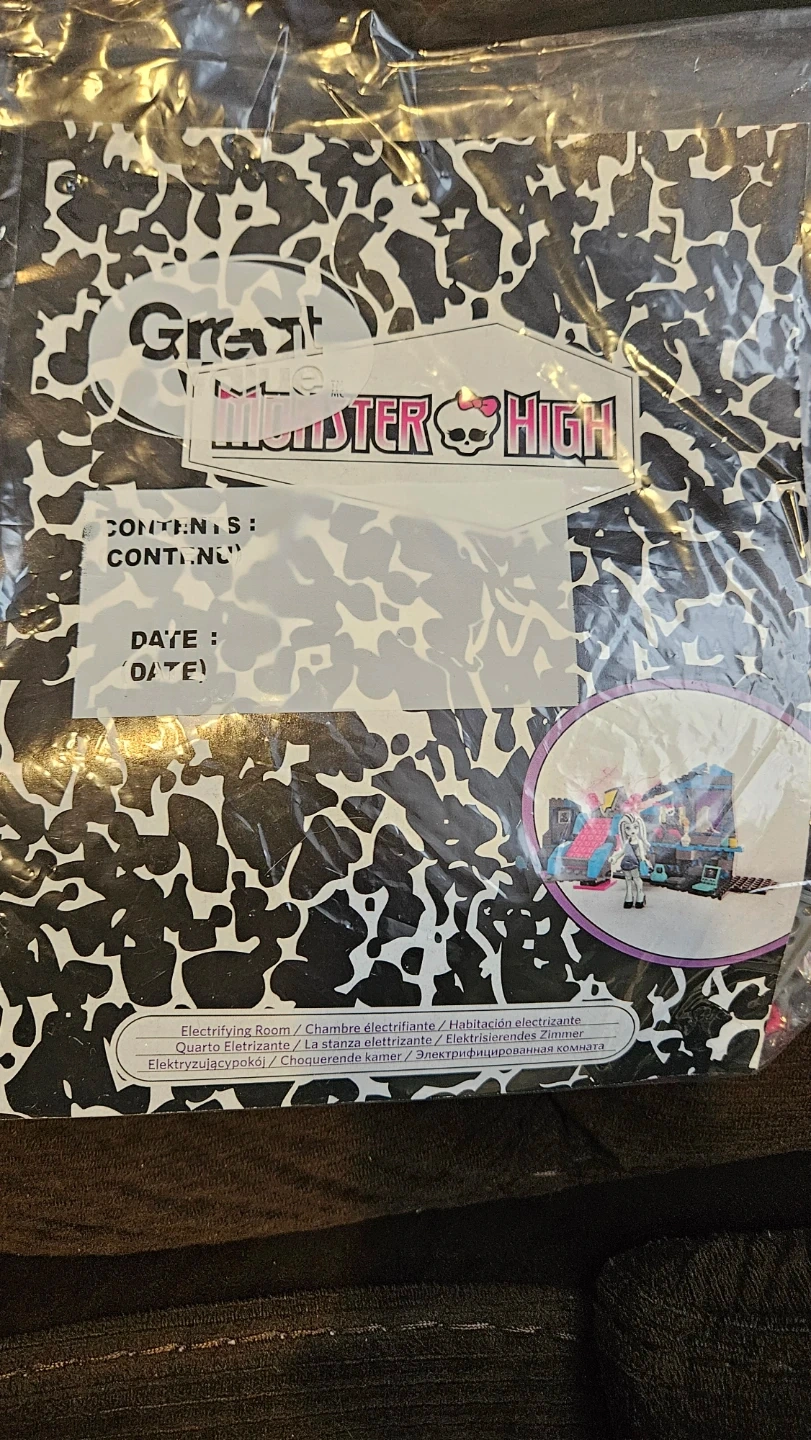 Great
Value
MONSTER HIGH
CONTENTS :
CONTENU)
DATE :
(DATE)
Electrifying Room / Chambre électrifiante / Habitación electrizante
Quarto Eletrizante / La stanza elettrizante / Elektrisierendes Zimmer
Elektryzującypokój / Choquerende kamer / Электрифицированная комната